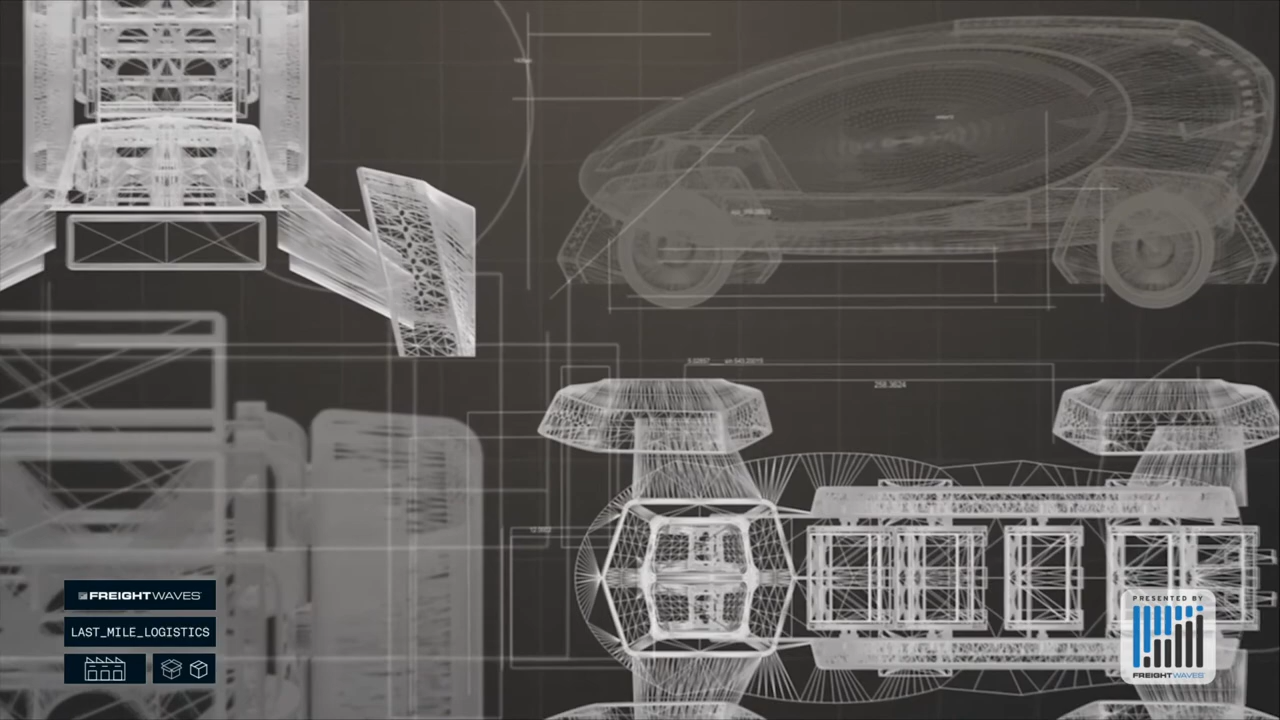 258.3624
FREIGHTWAVES
LAST_MILE_LOGISTICS
PRESENTED BY
FREIGHTWAVES